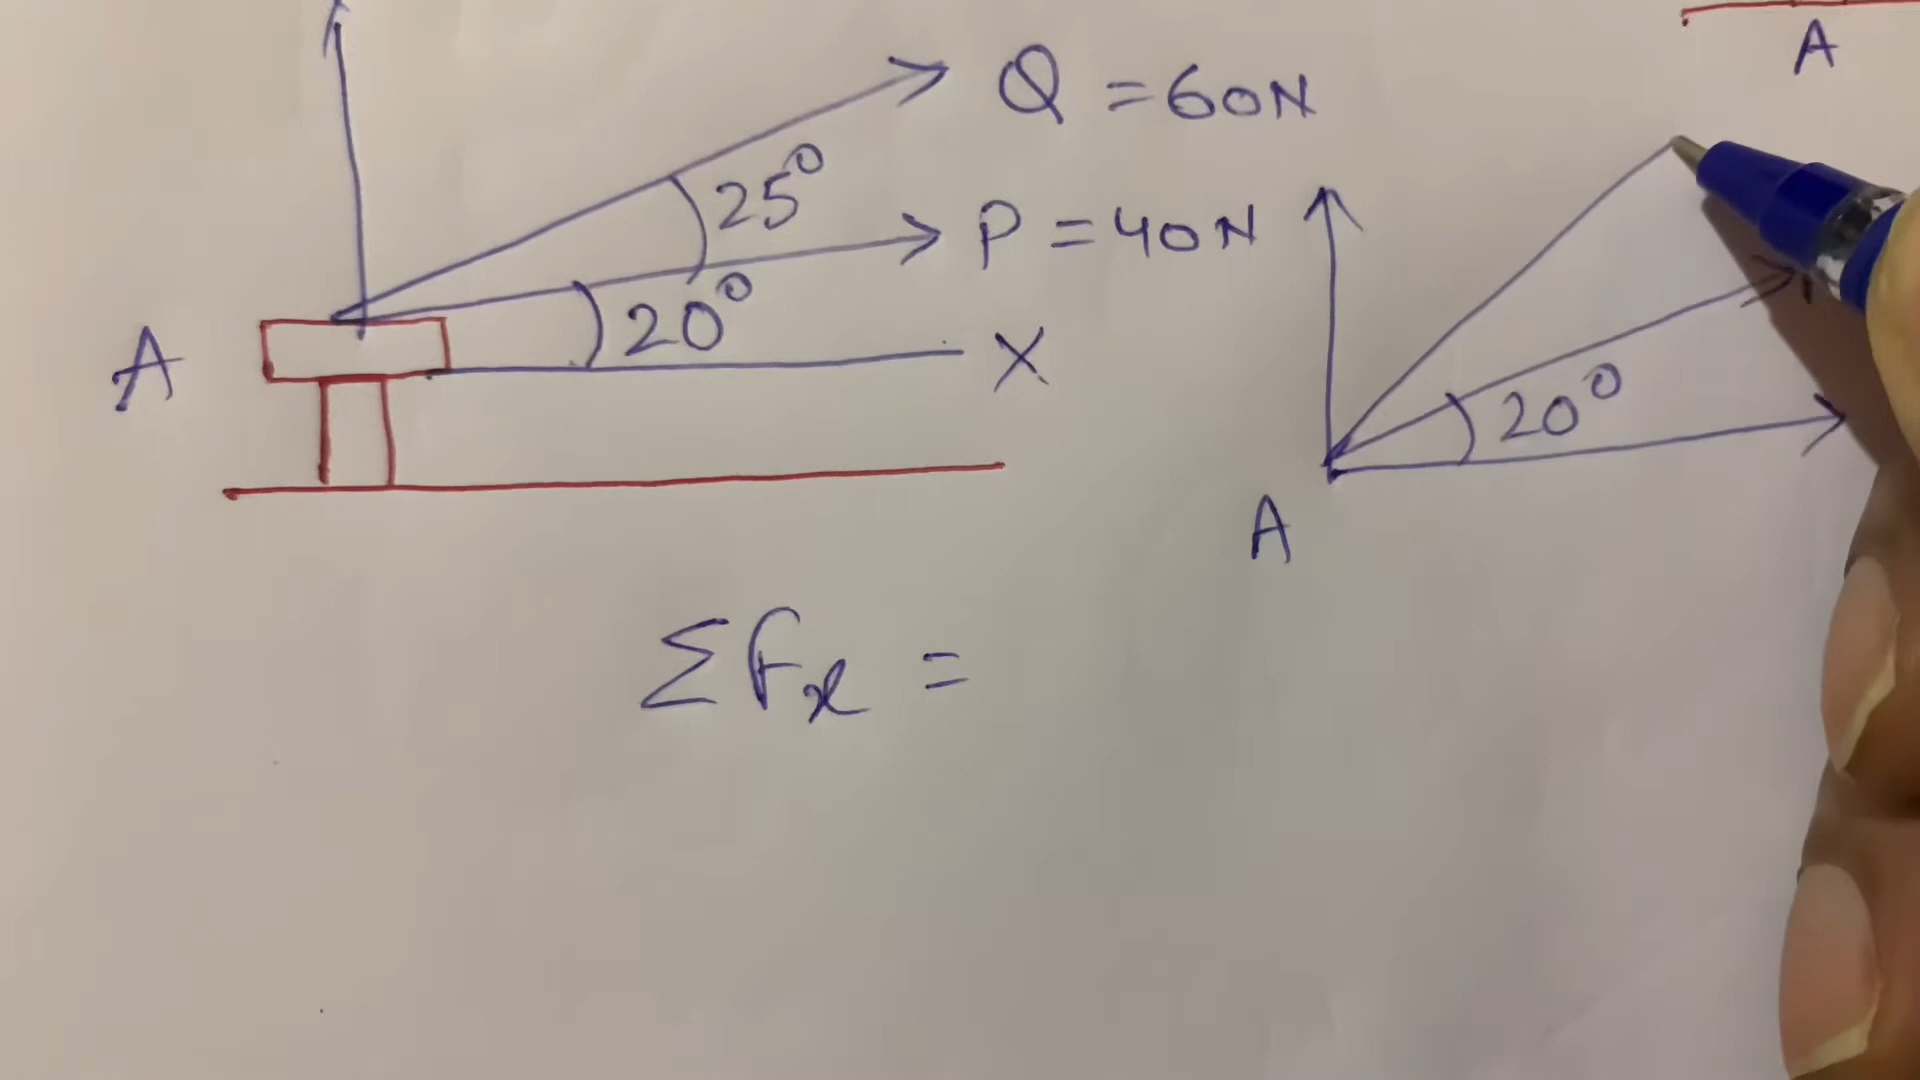 A
Q = 60N
25°
P = 40N
20°
X
A
20°
A
ΣFx =